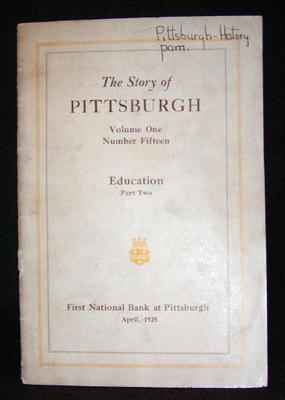 Pittsburgh-History
pam.
The Story of
PITTSBURGH
Volume One
Number Fifteen
Education
Part Two
First National Bank at Pittsburgh
April, 1928